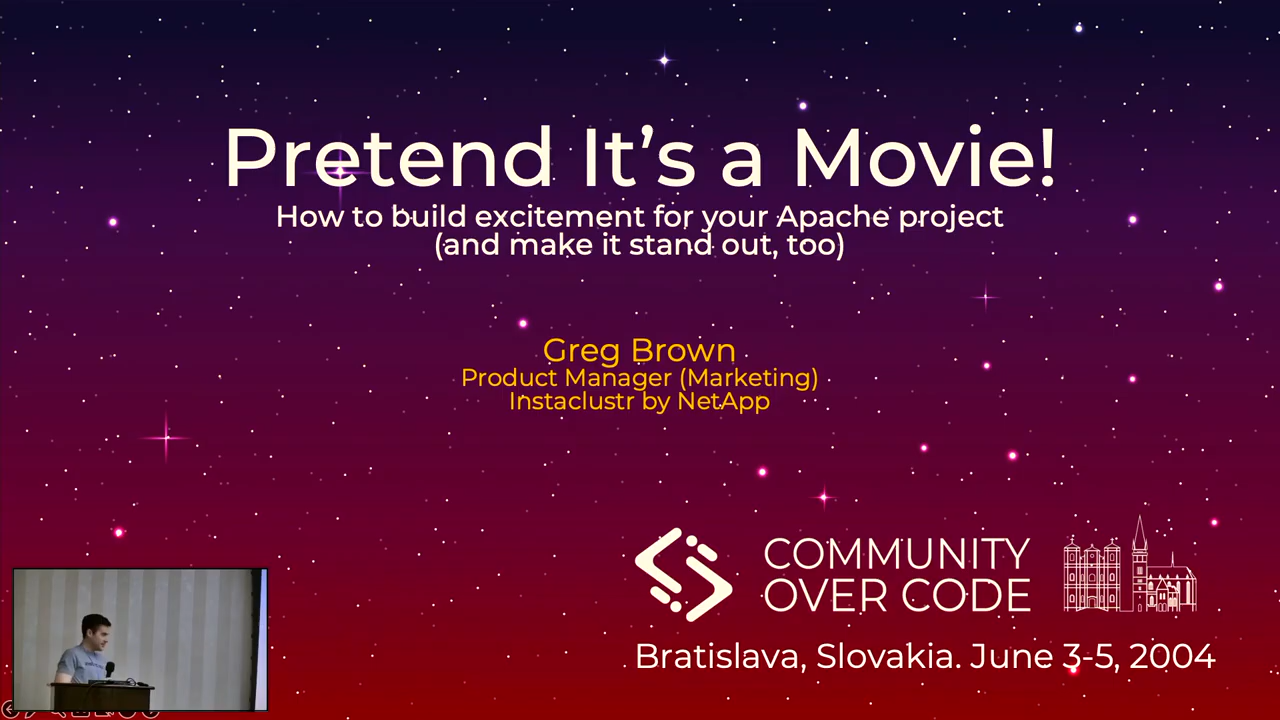 Pretend It's a Movie!
How to build excitement for your Apache project
(and make it stand out, too)
Greg Brown
Product Manager (Marketing)
Instaclustr by NetApp
COMMUNITY
OVER CODE
Bratislava, Slovakia. June 3-5, 2004